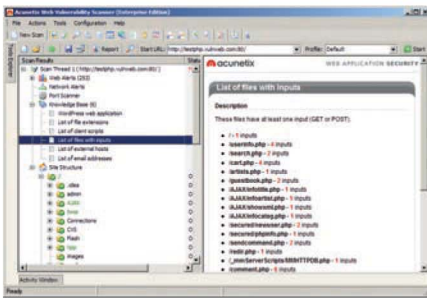 Acunetix Web Vulnerability Scanner (Enterprise Edition)
File Actions Tools Configuration Help
New Scan
Report Start URL: http://testphp.vulnweb.com:80/ Profile: Default Start
Tools Explorer
Scan Results Status
Scan Thread 1 ( http://testphp.vulnweb.com:80/ )
Web Alerts (253)
Network Alerts
Port Scanner
Knowledge Base (6)
WordPress web application
List of file extensions
List of client scripts
List of files with inputs
List of external hosts
List of email addresses
Site Structure
/
.idea
admin
AJAX
Connections
CVS
Flash
images
acunetix WEB APPLICATION SECURITY
List of files with inputs
Description
These files have at least one input (GET or POST).
/ - 1 inputs
/userinfo.php - 4 inputs
/search.php - 2 inputs
/cart.php - 4 inputs
/artists.php - 1 inputs
/guestbook.php - 2 inputs
/AJAX/infotitle.php - 1 inputs
/AJAX/infoartist.php - 1 inputs
/AJAX/showxml.php - 1 inputs
/AJAX/infocateg.php - 1 inputs
/secured/newuser.php - 2 inputs
/secured/phpinfo.php - 1 inputs
/sendcommand.php - 2 inputs
/redir.php - 1 inputs
/_mmServerScripts/MMHTTPDB.php - 1 inputs
/comment.php - 6 inputs
Activity Window
Ready